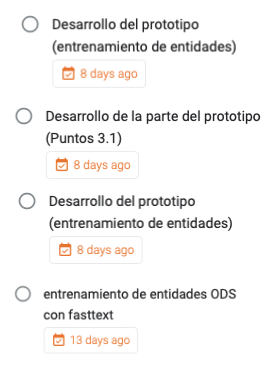 Desarrollo del prototipo
(entrenamiento de entidades)
8 days ago
Desarrollo de la parte del prototipo
(Puntos 3.1)
8 days ago
Desarrollo del prototipo
(entrenamiento de entidades)
8 days ago
entrenamiento de entidades ODS
con fasttext
13 days ago